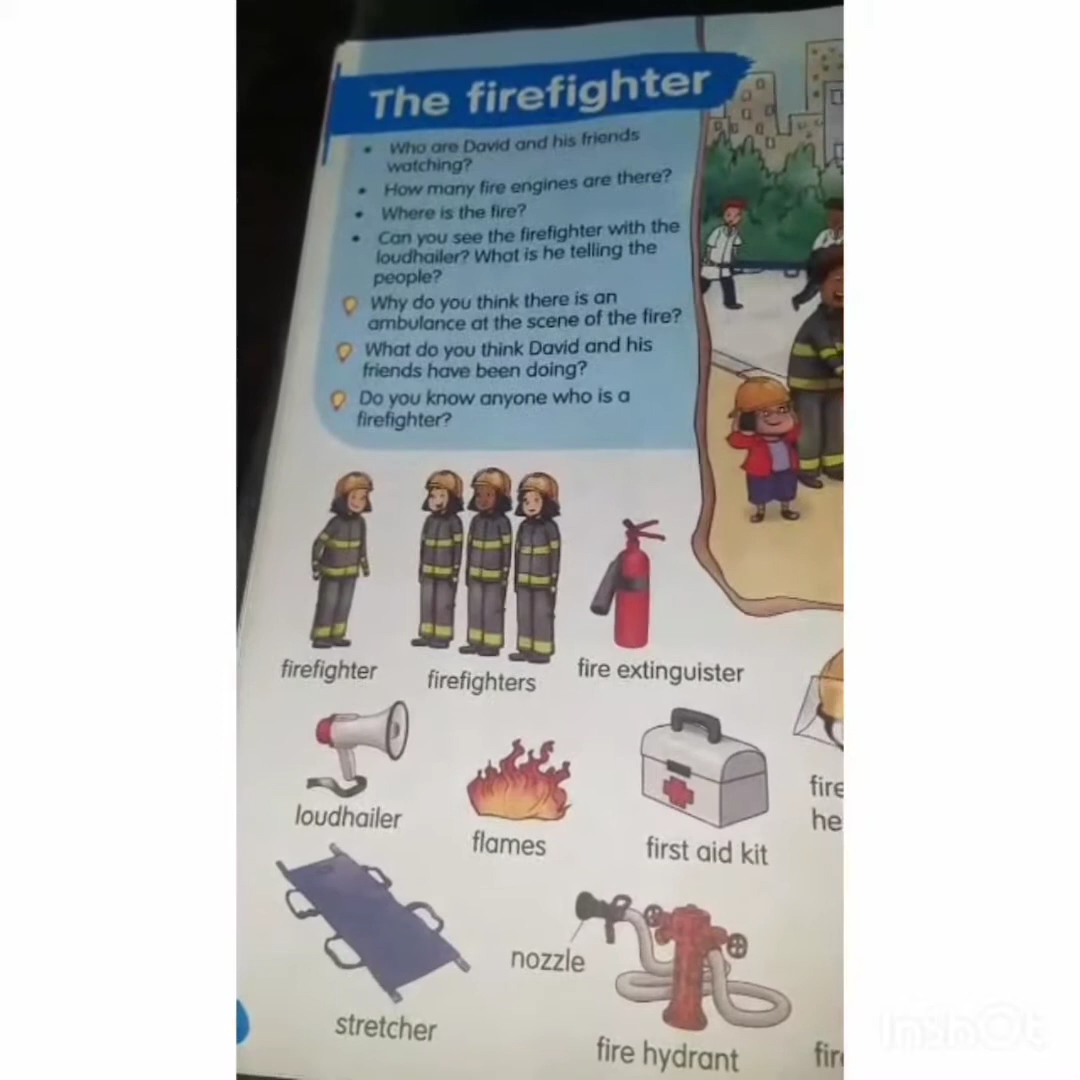 The firefighter
• Who are David and his friends
watching?
• How many fire engines are there?
• Where is the fire?
• Can you see the firefighter with the
loudhailer? What is he telling the
people?
Why do you think there is an
ambulance at the scene of the fire?
What do you think David and his
friends have been doing?
Do you know anyone who is a
firefighter?
firefighter
firefighters
fire extinguister
loudhailer
flames
first aid kit
fire
he
stretcher
nozzle
fire hydrant
fir
InShOt